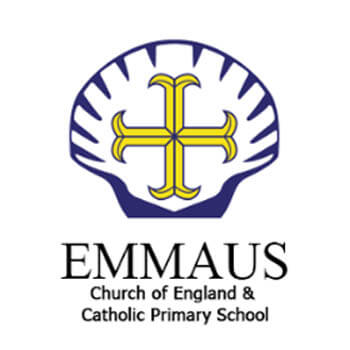 EMMAUS
Church of England &
Catholic Primary School